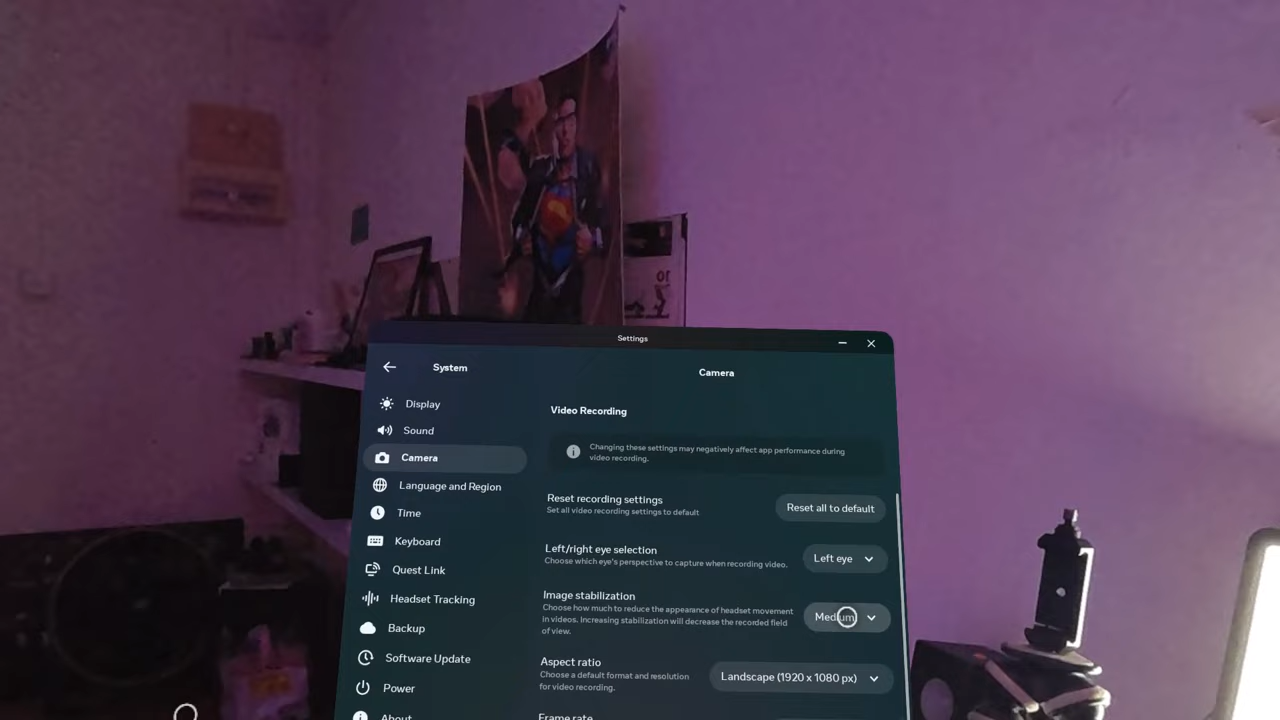 Settings
System
Camera
Display
Sound
Camera
Language and Region
Time
Keyboard
Quest Link
Headset Tracking
Backup
Software Update
Power
About
Video Recording
Changing these settings may negatively affect app performance during
video recording.
Reset recording settings
Set all video recording settings to default
Reset all to default
Left/right eye selection
Choose which eye's perspective to capture when recording video.
Left eye
Image stabilization
Choose how much to reduce the appearance of headset movement
in videos. Increasing stabilization will decrease the recorded field
of view.
Medium
Aspect ratio
Choose a default format and resolution
for video recording.
Landscape (1920 x 1080 px)
Frame rate